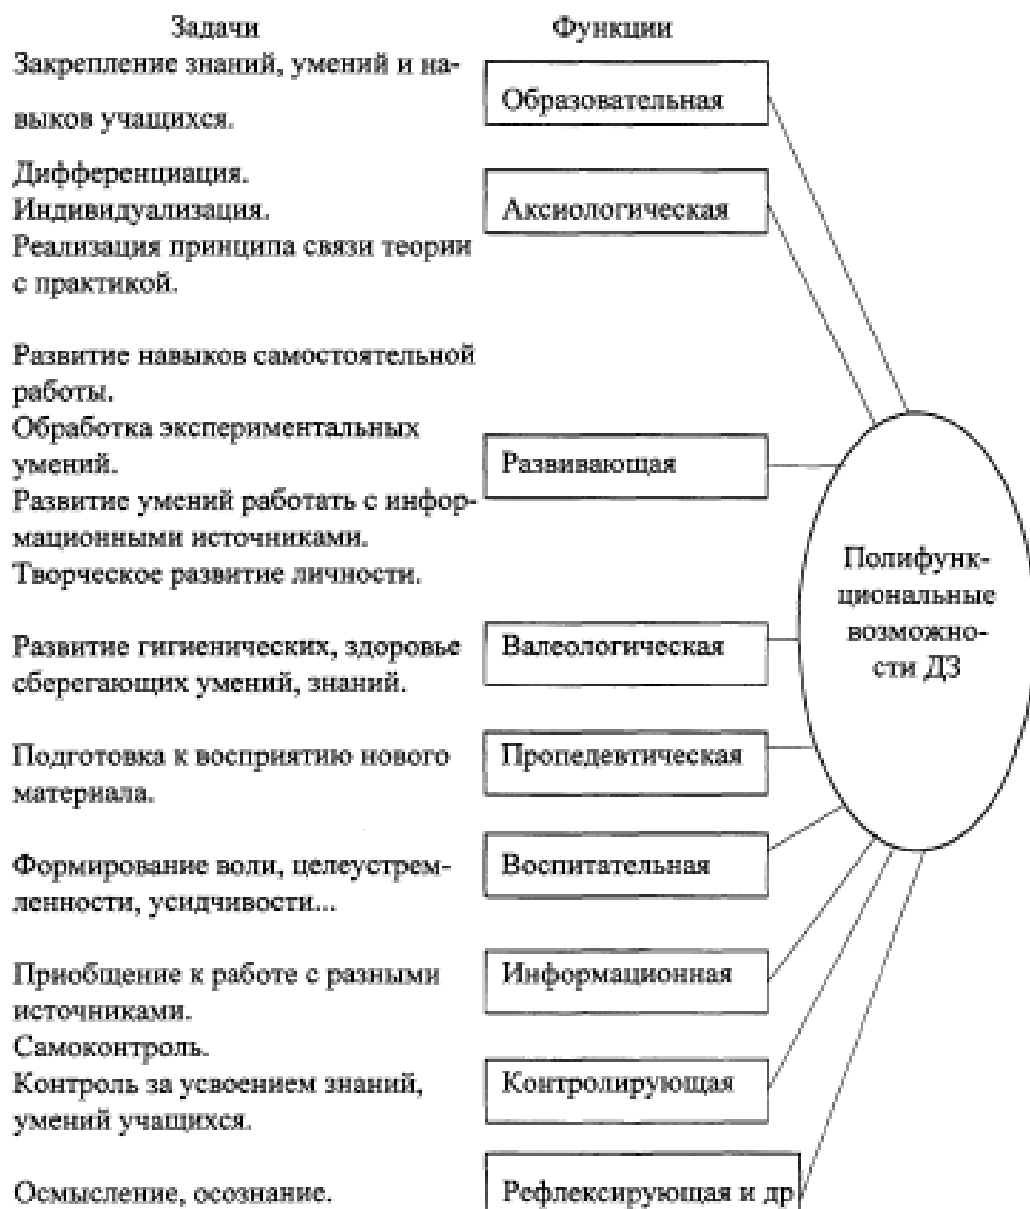 Задачи
Функции
Закрепление знаний, умений и на-
выков учащихся.
Образовательная
Дифференциация.
Индивидуализация.
Реализация принципа связи теории
с практикой.
Аксиологическая
Развитие навыков самостоятельной
работы.
Обработка экспериментальных
умений.
Развитие умений работать с инфор-
мационными источниками.
Творческое развитие личности.
Развивающая
Развитие гигиенических, здоровье
сберегающих умений, знаний.
Валеологическая
Подготовка к восприятию нового
материала.
Пропедевтическая
Формирование воли, целеустрем-
ленности, усидчивости...
Воспитательная
Приобщение к работе с разными
источниками.
Информационная
Самоконтроль.
Контроль за усвоением знаний,
умений учащихся.
Контролирующая
Осмысление, осознание.
Рефлексирующая и др
Полифунк-
циональные
возможно-
сти ДЗ